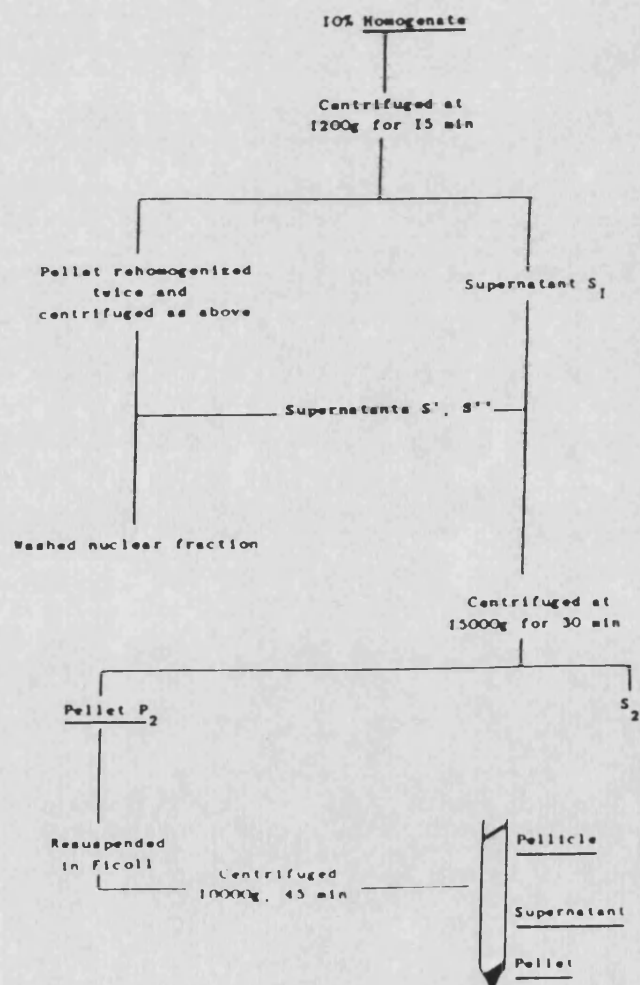 10% Homogenate
Centrifuged at
1200g for 15 min
Pellet rehomogenized
twice and
centrifuged as above
Supernatant S1
Supernatants S', S''
Washed nuclear fraction
Centrifuged at
15000g for 30 min
Pellet P2
S2
Resuspended
in Ficoll
Centrifuged
10000g, 45 min
Pellicle
Supernatant
Pellet